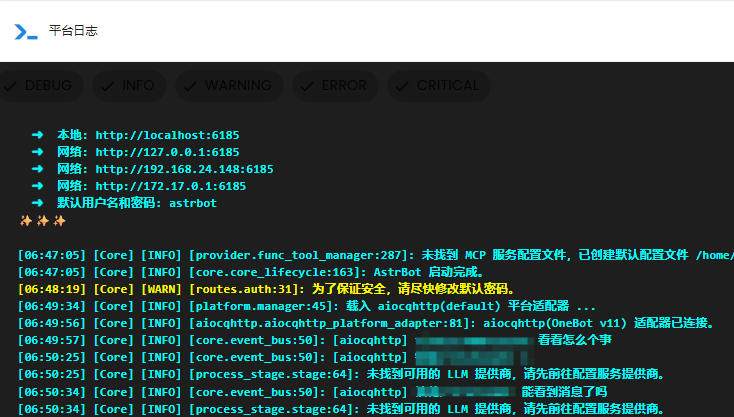 平台日志
DEBUG INFO WARNING ERROR CRITICAL
➜ 本地: http://localhost:6185
➜ 网络: http://127.0.0.1:6185
➜ 网络: http://192.168.24.148:6185
➜ 网络: http://172.17.0.1:6185
➜ 默认用户名和密码: astrbot
✨✨✨
[06:47:05] [Core] [INFO] [provider.func_tool_manager:287]: 未找到 MCP 服务配置文件，已创建默认配置文件 /home/
[06:47:05] [Core] [INFO] [core.core_lifecycle:163]: AstrBot 启动完成。
[06:48:19] [Core] [WARN] [routes.auth:31]: 为了保证安全，请尽快修改默认密码。
[06:49:34] [Core] [INFO] [platform.manager:45]: 载入 aiocqhttp(default) 平台适配器 ...
[06:49:56] [Core] [INFO] [aiocqhttp.aiocqhttp_platform_adapter:81]: aiocqhttp(OneBot v11) 适配器已连接。
[06:49:57] [Core] [INFO] [core.event_bus:50]: [aiocqhttp] 看看怎么个事
[06:50:25] [Core] [INFO] [core.event_bus:50]: [aiocqhttp]
[06:50:25] [Core] [INFO] [process_stage.stage:64]: 未找到可用的 LLM 提供商，请先前往配置服务提供商。
[06:50:34] [Core] [INFO] [core.event_bus:50]: [aiocqhttp] 能看到消息了吗
[06:50:34] [Core] [INFO] [process_stage.stage:64]: 未找到可用的 LLM 提供商，请先前往配置服务提供商。